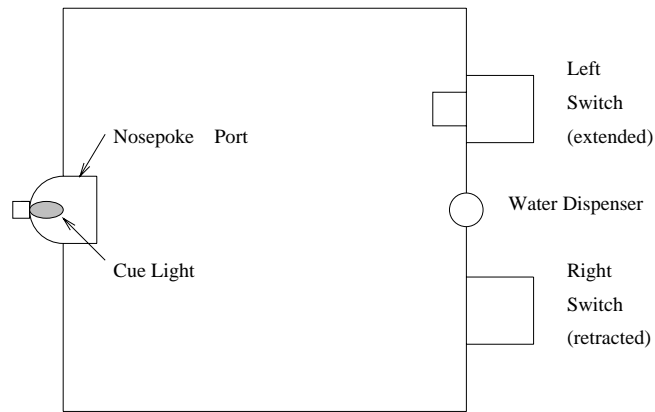 Left
Switch
(extended)
Nosepoke Port
Water Dispenser
Cue Light
Right
Switch
(retracted)